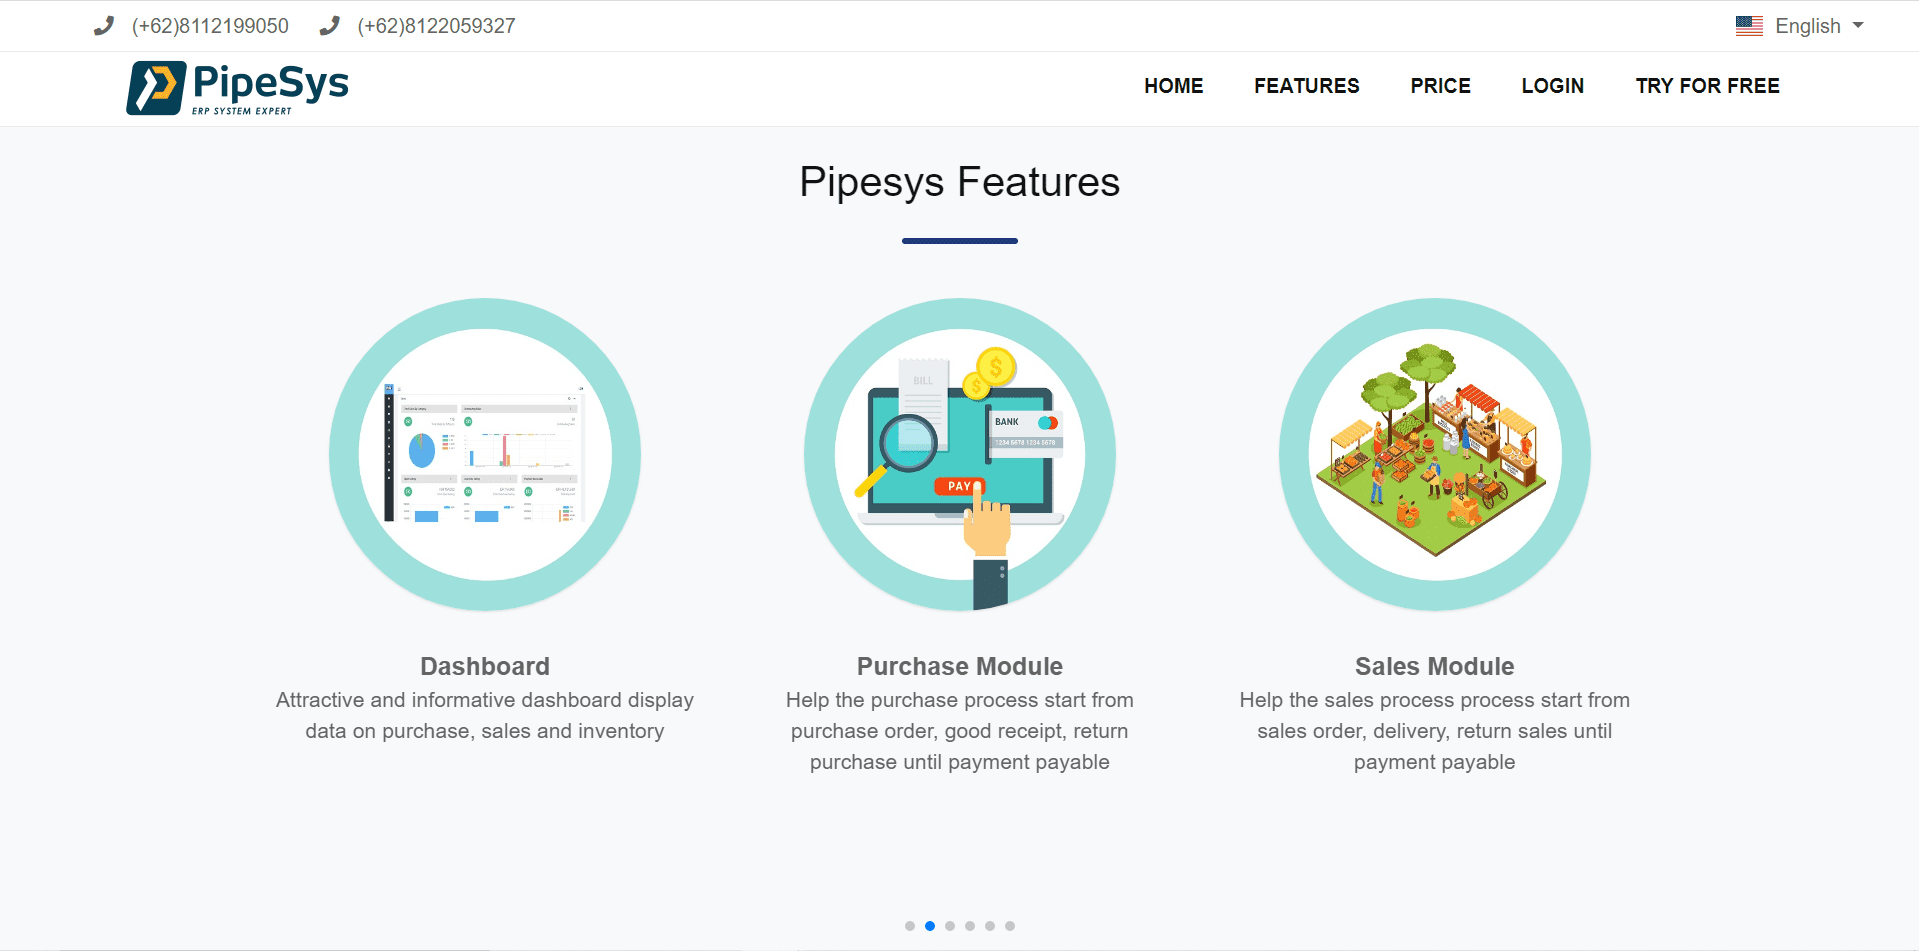 (+62)8112199050 (+62)8122059327 English
PipeSys
ERP SYSTEM EXPERT
HOME FEATURES PRICE LOGIN TRY FOR FREE
Pipesys Features
BILL
BANK
1234 5678 1234 5678
PAY
Dashboard
Attractive and informative dashboard display
data on purchase, sales and inventory
Purchase Module
Help the purchase process start from
purchase order, good receipt, return
purchase until payment payable
Sales Module
Help the sales process process start from
sales order, delivery, return sales until
payment payable